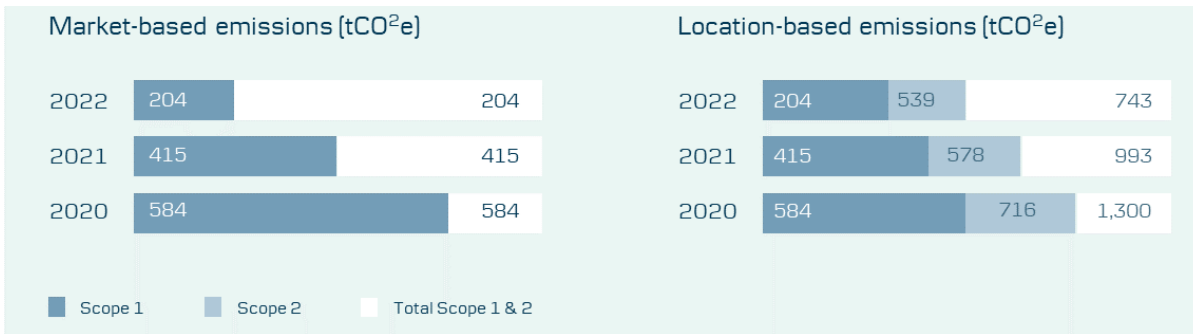 Market-based emissions (tCO²e)
2022 204 204
2021 415 415
2020 584 584
Scope 1 Scope 2 Total Scope 1 & 2
Location-based emissions (tCO²e)
2022 204 539 743
2021 415 578 993
2020 584 716 1,300